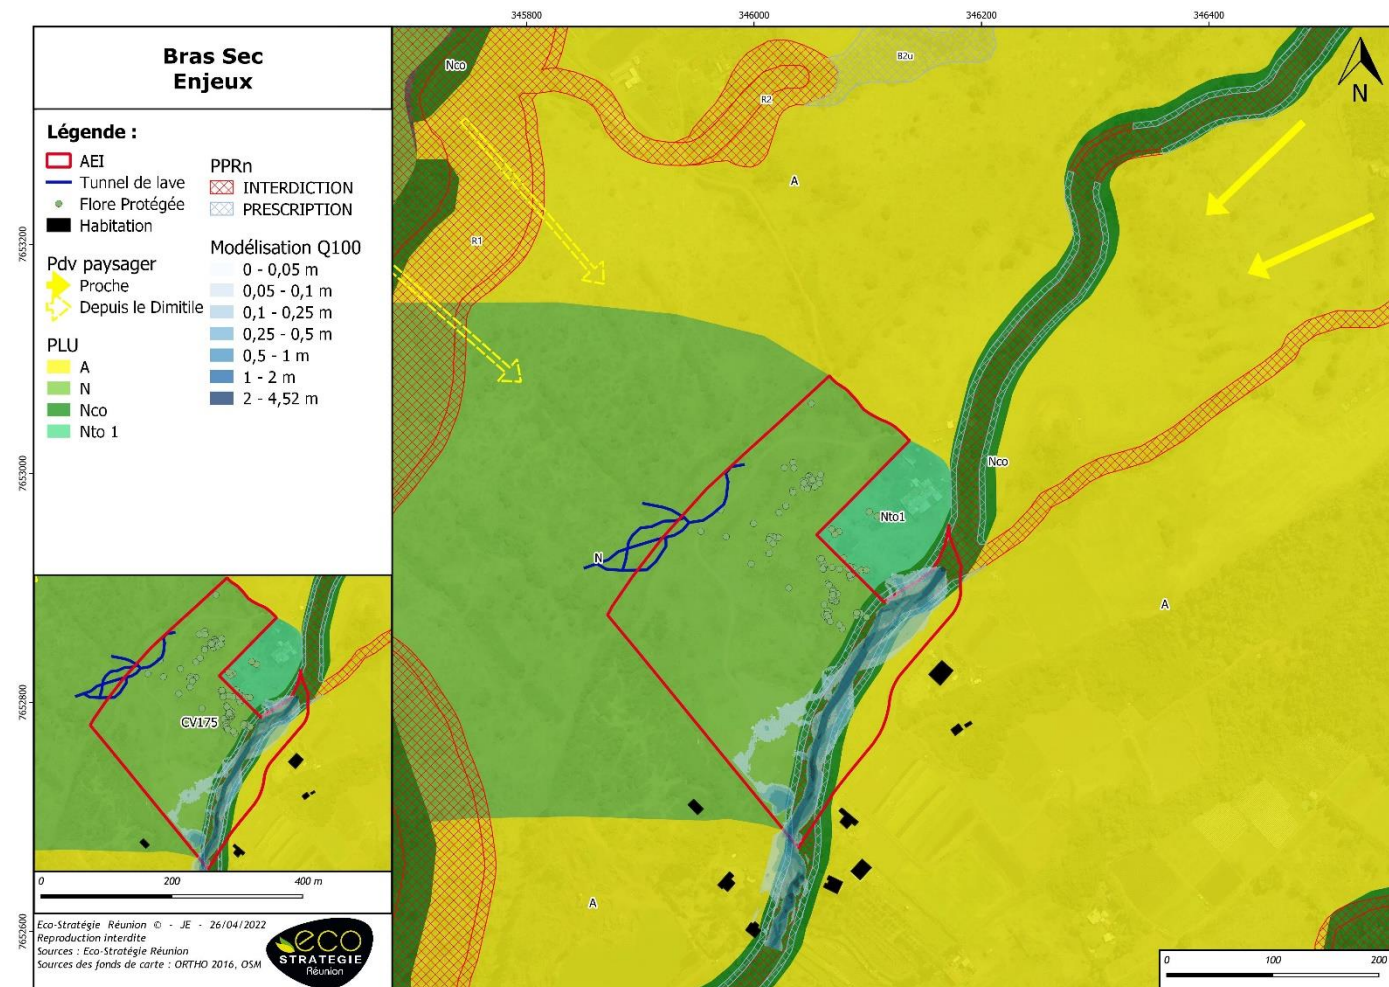 Bras Sec
Enjeux
Légende :
AEI
Tunnel de lave
Flore Protégée
Habitation
Pdv paysager
Proche
Depuis le Dimitile
PLU
A
N
Nco
Nto 1
PPRn
INTERDICTION
PRESCRIPTION
Modélisation Q100
0 - 0,05 m
0,05 - 0,1 m
0,1 - 0,25 m
0,25 - 0,5 m
0,5 - 1 m
1 - 2 m
2 - 4,52 m
345800
346000
346200
346400
7653200
7653000
7652800
7652600
Nco
B2u
R2
A
R1
N
Nco
Nto1
N
A
A
CV175
0 200 400 m
0 100 200
Eco-Stratégie Réunion © - JE - 26/04/2022
Reproduction interdite
Sources : Eco-Stratégie Réunion
Sources des fonds de carte : ORTHO 2016, OSM
eco
STRATEGIE
Réunion